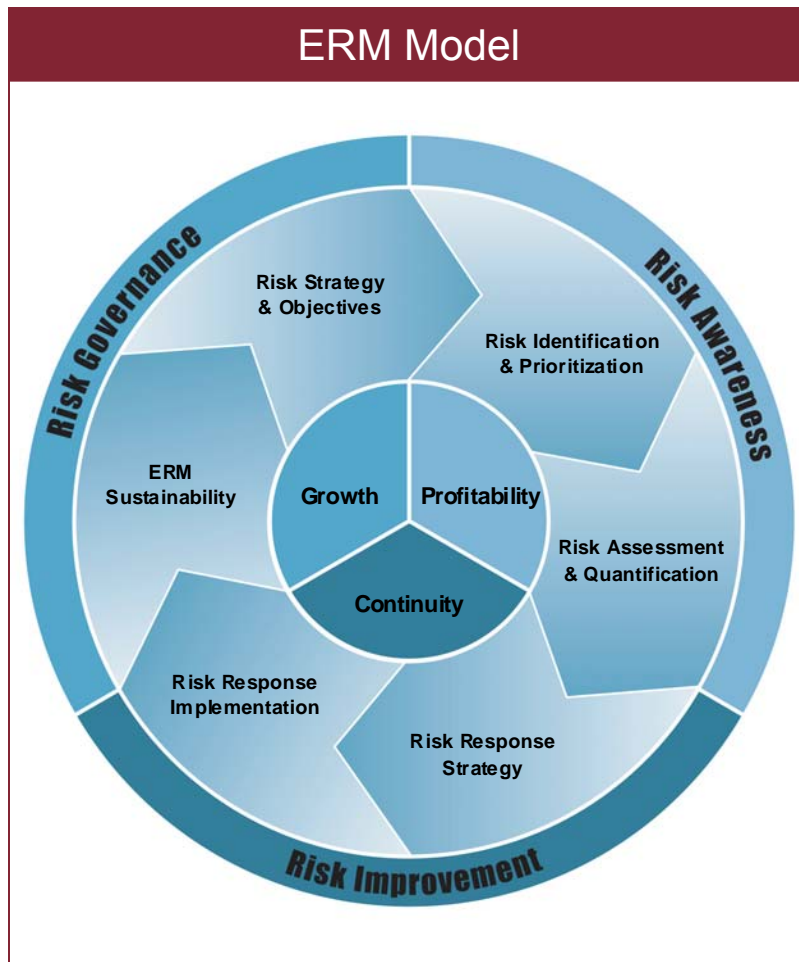 ERM Model
Risk Governance
Risk Awareness
Risk Strategy
& Objectives
Risk Identification
& Prioritization
ERM
Sustainability
Growth
Profitability
Risk Assessment
& Quantification
Continuity
Risk Response
Implementation
Risk Response
Strategy
Risk Improvement